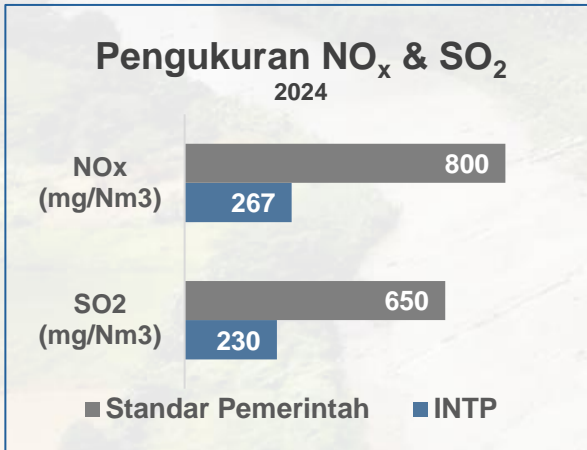 Pengukuran NOx & SO2
2024
NOx
(mg/Nm3)
800
267
SO2
(mg/Nm3)
650
230
Standar Pemerintah
INTP